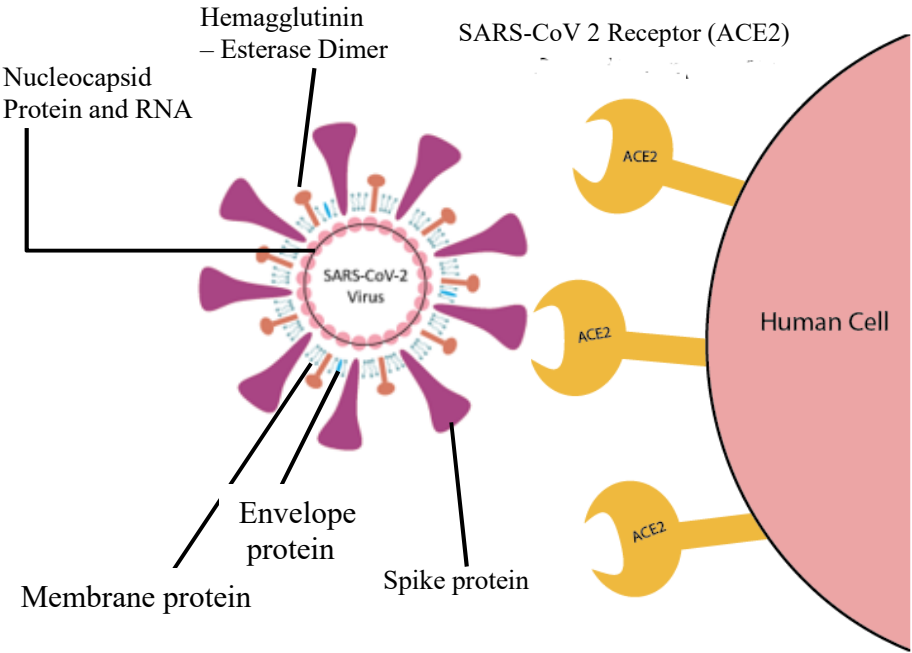 Hemagglutinin
– Esterase Dimer
SARS-CoV 2 Receptor (ACE2)
Nucleocapsid
Protein and RNA
ACE2
SARS-CoV-2
Virus
ACE2
Human Cell
ACE2
Envelope
protein
Spike protein
Membrane protein